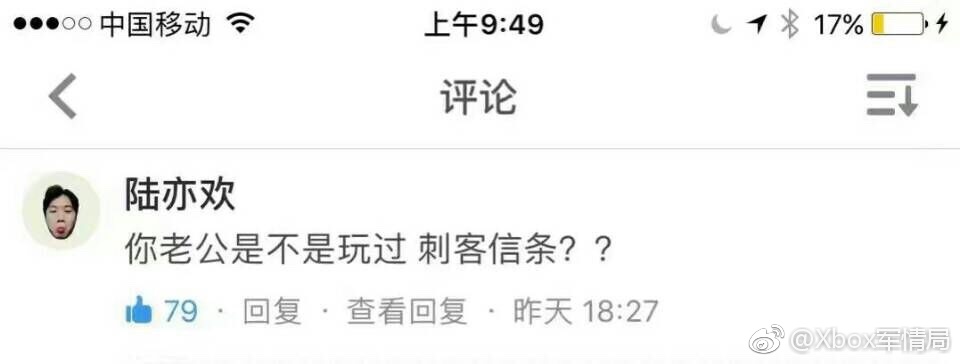 中国移动 上午9:49 17%
评论
陆亦欢
你老公是不是玩过 刺客信条？？
79 · 回复 · 查看回复 · 昨天 18:27
@Xbox军情局